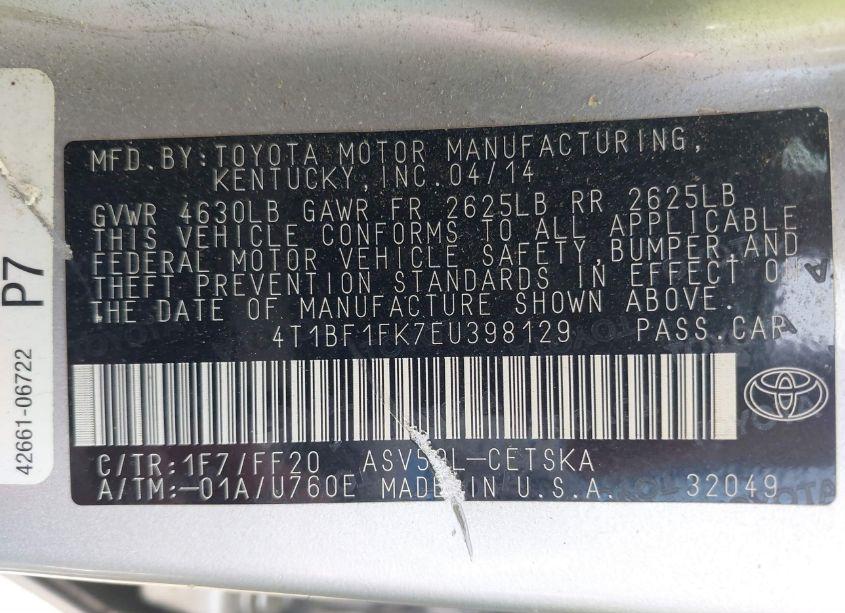 MFD.BY:TOYOTA MOTOR MANUFACTURING,
KENTUCKY,INC.04/14
GVWR 4630LB GAWR FR 2625LB RR 2625LB
THIS VEHICLE CONFORMS TO ALL APPLICABLE
FEDERAL MOTOR VEHICLE SAFETY,BUMPER,AND
THEFT PREVENTION STANDARDS IN EFFECT ON
THE DATE OF MANUFACTURE SHOWN ABOVE.
4T1BF1FK7EU398129 PASS.CAR
C/TR:1F7/FF20
A/TM:-01A/U760E MADE IN U.S.A. 32049
P7
42661-06722